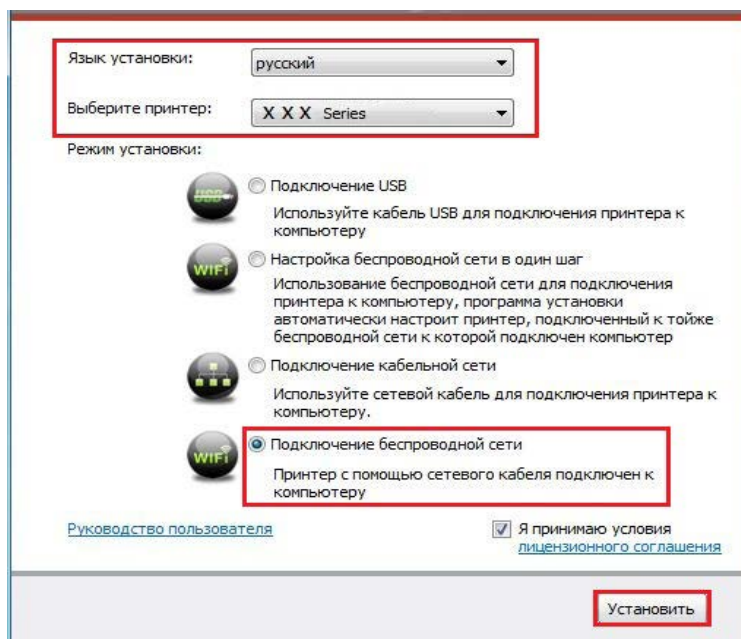 Язык установки:
русский
Выберите принтер:
X X X Series
Режим установки:
USB
Подключение USB
Используйте кабель USB для подключения принтера к
компьютеру
WiFi
Настройка беспроводной сети в один шаг
Использование беспроводной сети для подключения
принтера к компьютеру, программа установки
автоматически настроит принтер, подключенный к тойже
беспроводной сети к которой подключен компьютер
Подключение кабельной сети
Используйте сетевой кабель для подключения принтера к
компьютеру.
WiFi
Подключение беспроводной сети
Принтер с помощью сетевого кабеля подключен к
компьютеру
Руководство пользователя
Я принимаю условия
лицензионного соглашения
Установить